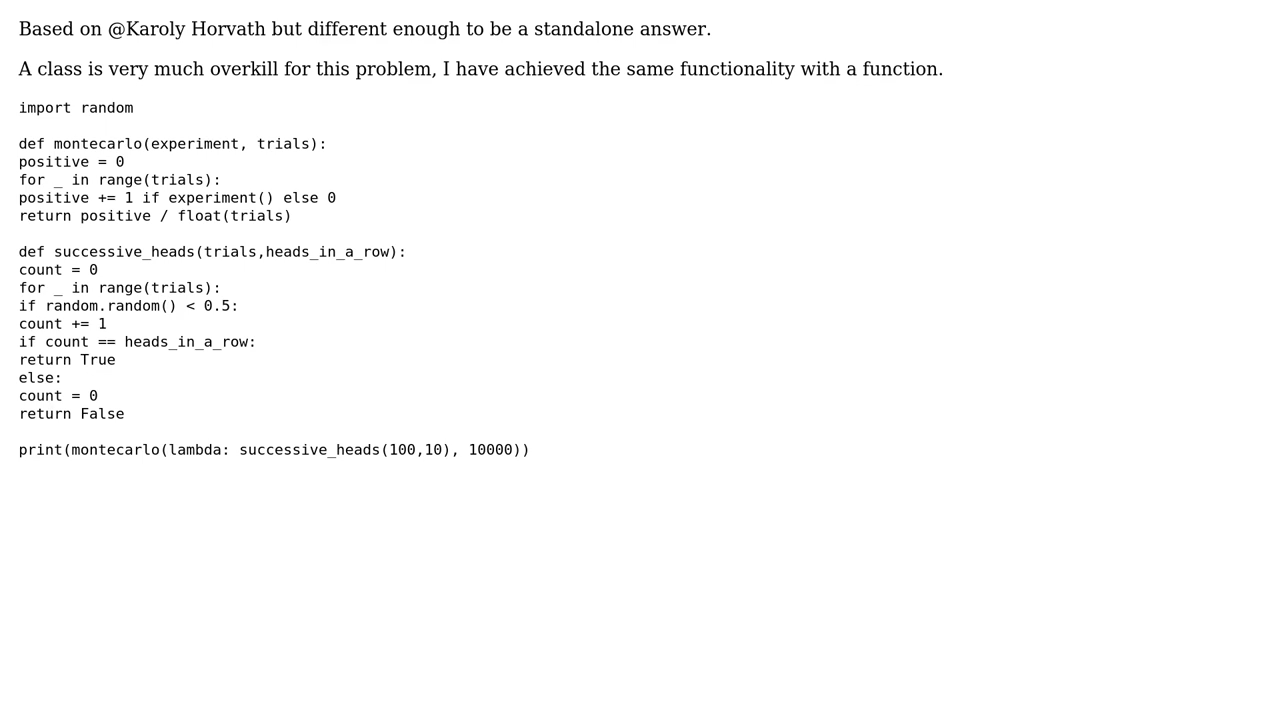 Based on @Karoly Horvath but different enough to be a standalone answer.
A class is very much overkill for this problem, I have achieved the same functionality with a function.
import random
def montecarlo(experiment, trials):
positive = 0
for _ in range(trials):
positive += 1 if experiment() else 0
return positive / float(trials)
def successive_heads(trials,heads_in_a_row):
count = 0
for _ in range(trials):
if random.random() < 0.5:
count += 1
if count == heads_in_a_row:
return True
else:
count = 0
return False
print(montecarlo(lambda: successive_heads(100,10), 10000))